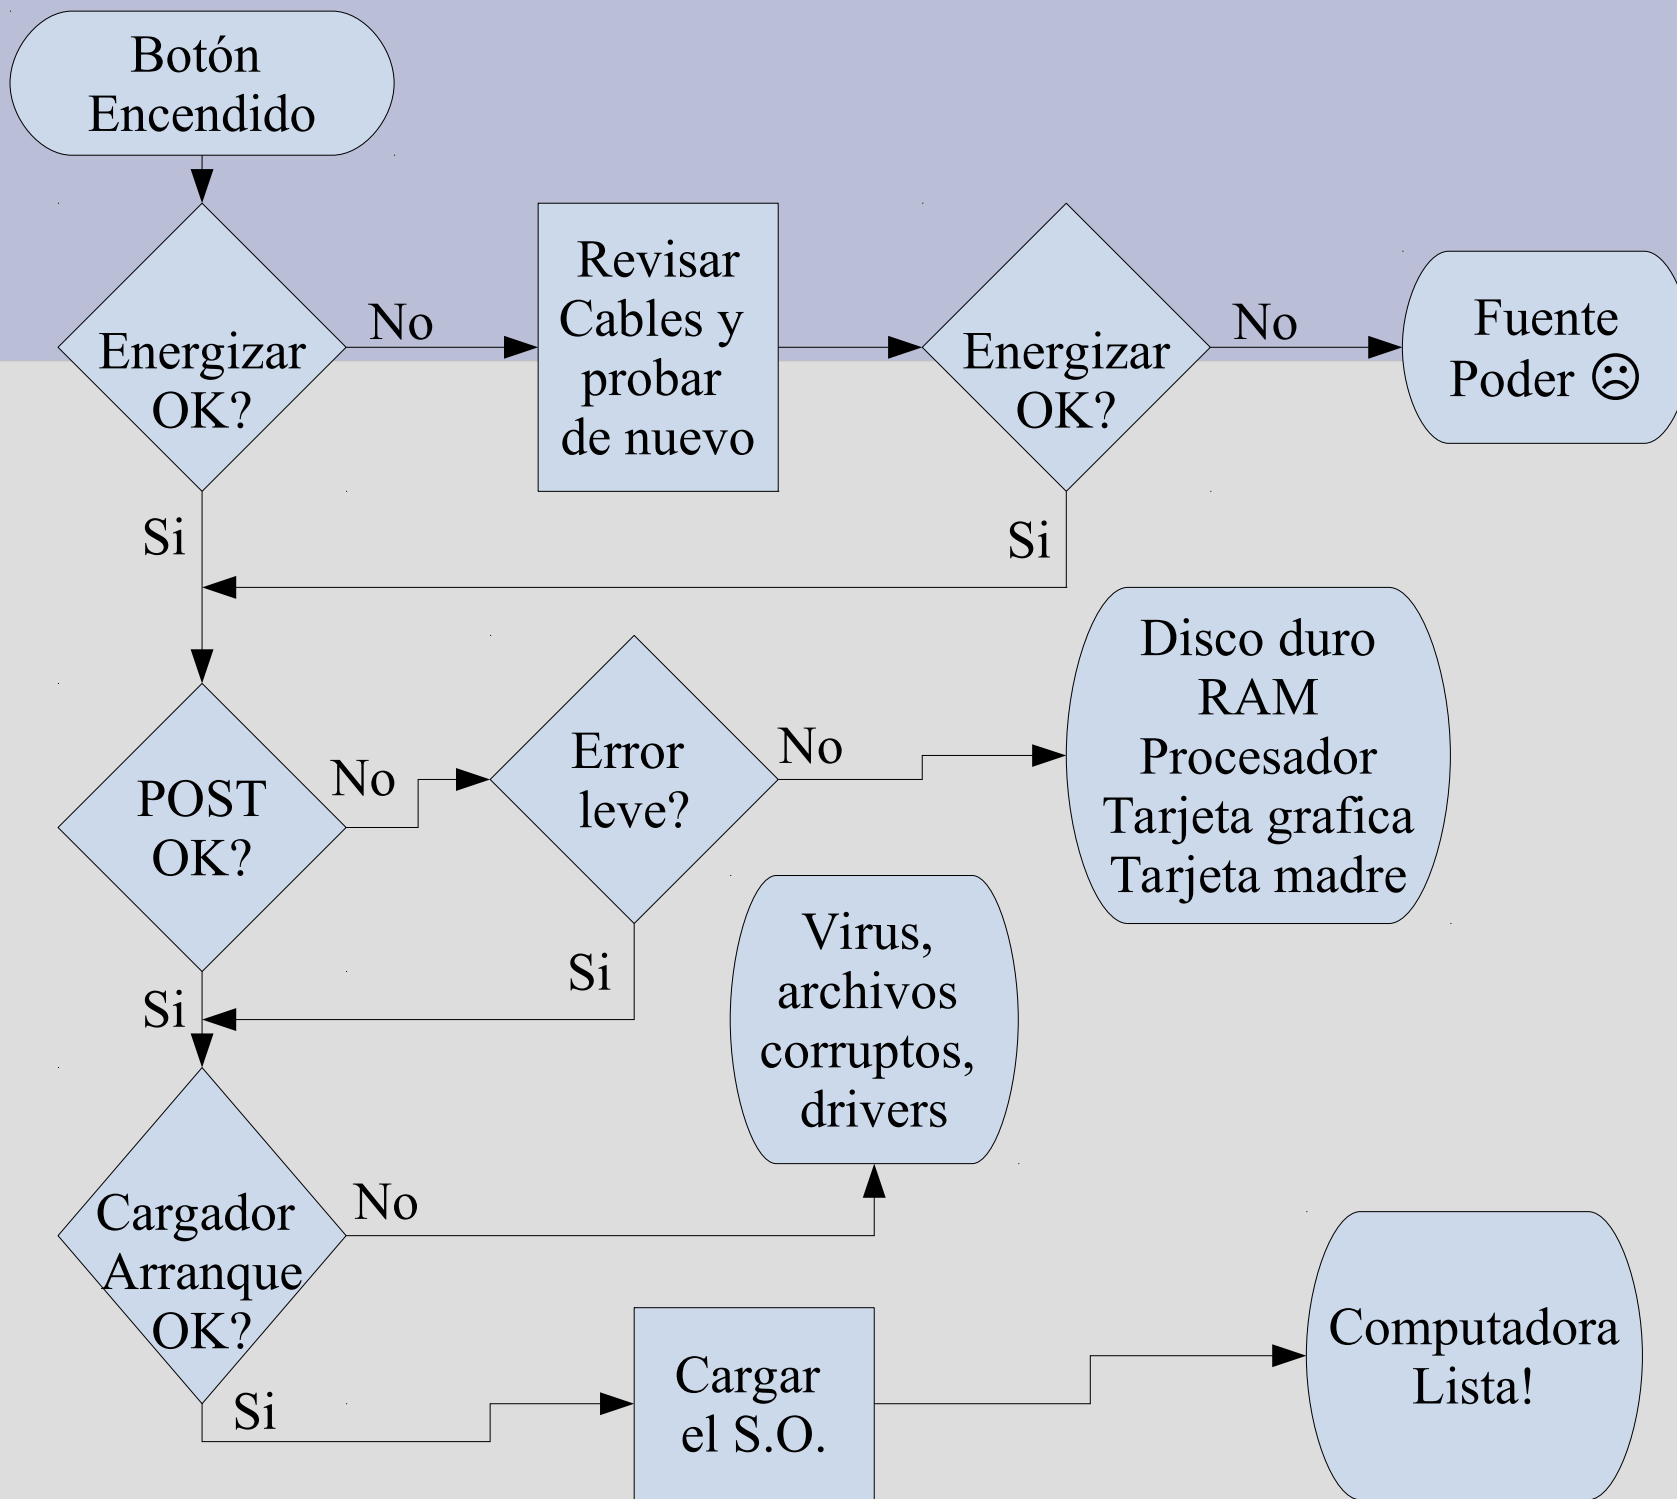 Botón
Encendido
Energizar
OK?
No
Revisar
Cables y
probar
de nuevo
Energizar
OK?
No
Fuente
Poder ☹
Si
Si
POST
OK?
No
Error
leve?
No
Disco duro
RAM
Procesador
Tarjeta grafica
Tarjeta madre
Si
Si
Virus,
archivos
corruptos,
drivers
Cargador
Arranque
OK?
No
Si
Cargar
el S.O.
Computadora
Lista!